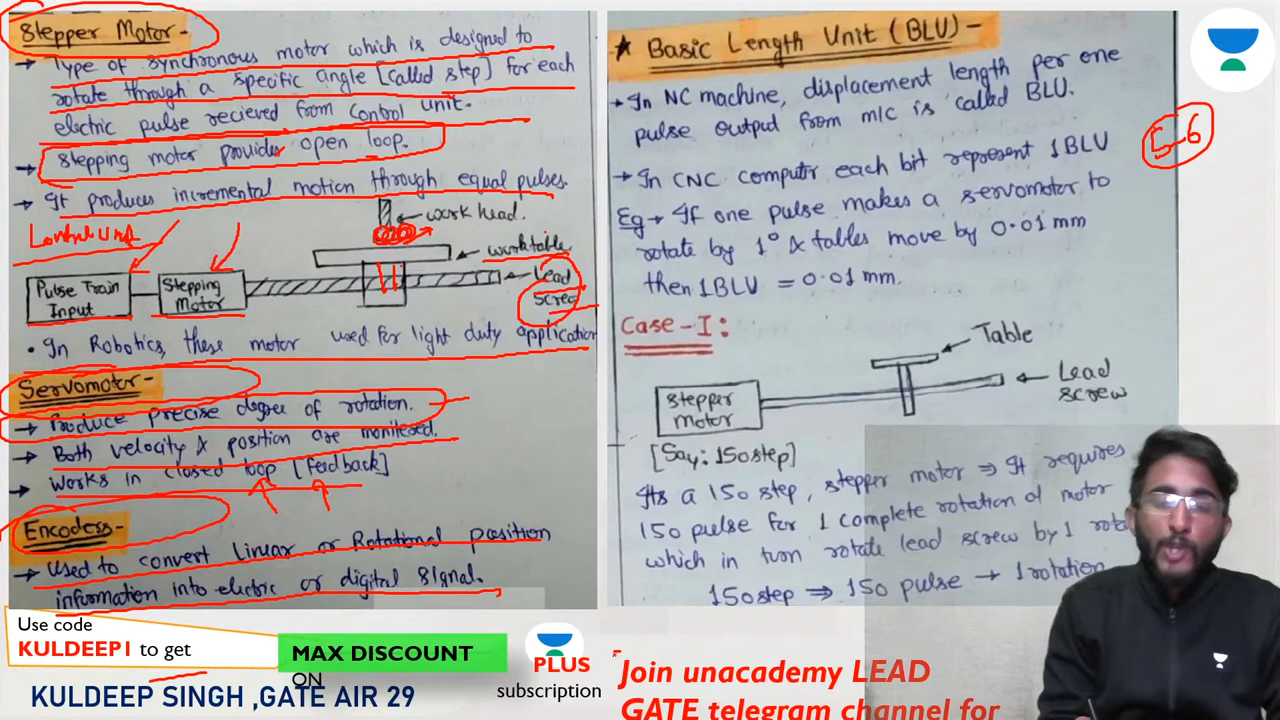 Stepper Motor-
→ Type of synchronous motor which is designed to
rotate through a specific angle [called step] for each
electric pulse recieved from control unit.
→ Stepping motor provides open loop.
→ It produces incremental motion through equal pulses.
Control unit
work head.
worktable
Lead
screw
Pulse Train
Input
Stepping
Motor
• In Robotics, these motor used for light duty application
Servomotor-
→ Produce precise degree of rotation.
→ Both velocity & position are monitered.
→ works in closed loop [feedback]
Encoders-
→ Used to convert Linear or Rotational position
information into electric or digital signal.
★ Basic Length Unit (BLU)-
→ In NC machine, displacement length per one
pulse output from m/c is called BLU.
5-6
→ In CNC computer each bit represent 1BLU
Eg → If one pulse makes a servomotor to
rotate by 1° & tables move by 0.01 mm
then 1BLU = 0.01 mm.
Case-I:
Table
Lead
screw
Stepper
motor
[Say: 150 step]
Its a 150 step, stepper motor ⇒ It requires
150 pulse for 1 complete rotation of motor
which in turn rotate lead screw by 1 rota
150 step ⇒ 150 pulse → 1 rotation
Use code
KULDEEP1 to get
MAX DISCOUNT
ON
PLUS
subscription
KULDEEP SINGH ,GATE AIR 29
*Join unacademy LEAD
GATE telegram channel for